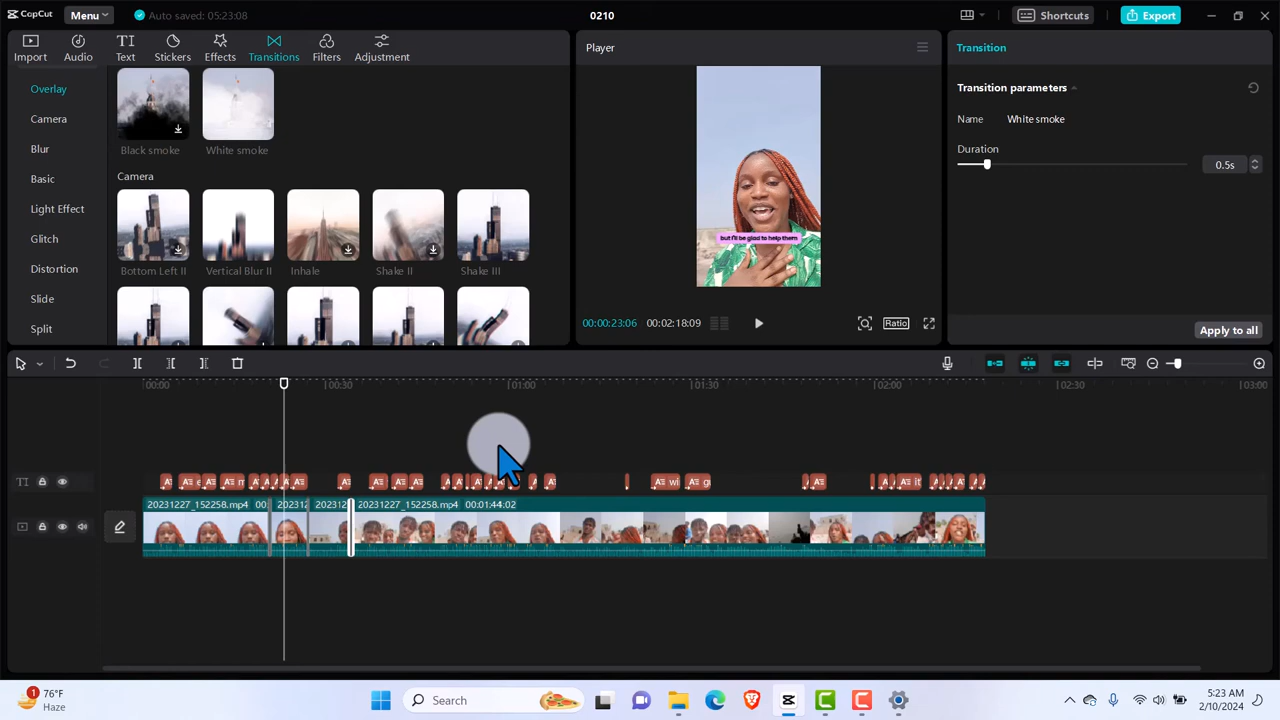 CapCut Menu Auto saved: 05:23:08 0210 Shortcuts Export
Import Audio Text Stickers Effects Transitions Filters Adjustment
Overlay
Camera
Blur
Basic
Light Effect
Glitch
Distortion
Slide
Split
Black smoke White smoke
Camera
Bottom Left II Vertical Blur II Inhale Shake II Shake III
Player
but I'll be glad to help them
00:00:23:06 00:02:18:09 Ratio
Transition
Transition parameters
Name White smoke
Duration
0.5s
Apply to all
00:00 00:30 01:00 01:30 02:00 02:30 03:00
TI
20231227_152258.mp4 00: 202312 202312 20231227_152258.mp4 00:01:44:02
1 76°F
Haze
Search
5:23 AM
2/10/2024